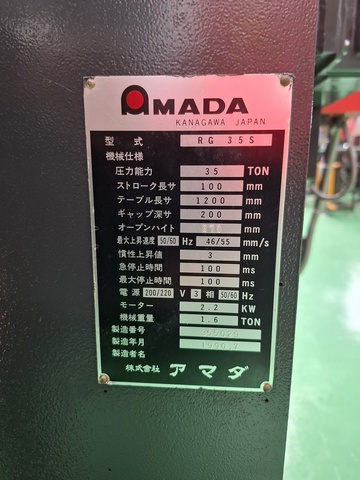 AMADA
KANAGAWA JAPAN
型式 RG 35S
機械仕様
圧力能力 35 TON
ストローク長サ 100 mm
テーブル長サ 1200 mm
ギャップ深サ 200 mm
オープンハイト mm
最大上昇速度 50/60 Hz 46/55 mm/s
慣性上昇値 3 mm
急停止時間 100 ms
最大停止時間 100 ms
電源 200/220 V 3 相 50/60 Hz
モーター 2.2 KW
機械重量 1.6 TON
製造番号
製造年月
製造者名
株式会社 アマダ